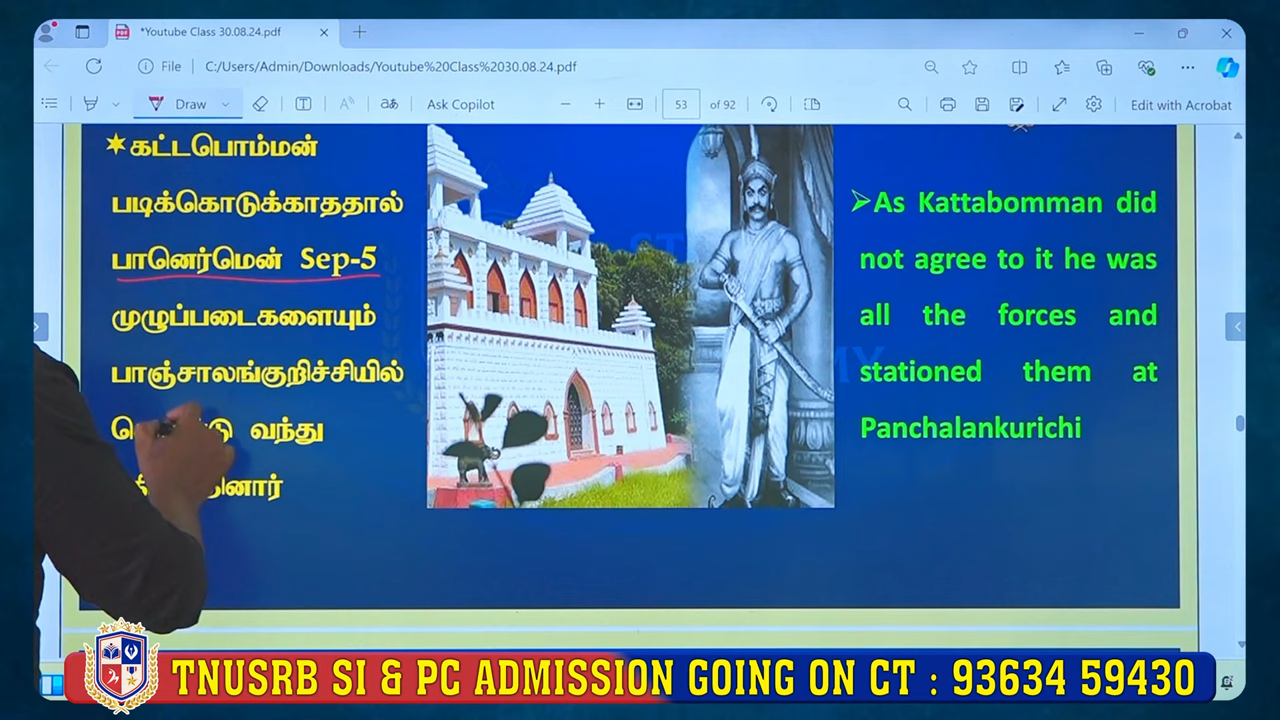 *Youtube Class 30.08.24.pdf
File C:/Users/Admin/Downloads/Youtube%20Class%2030.08.24.pdf
Draw aあ Ask Copilot 53 of 92 Edit with Acrobat
கட்டபொம்மன்
படிக்கொடுக்காததால்
பானெர்மென் Sep-5
முழுப்படைகளையும்
பாஞ்சாலங்குறிச்சியில்
வந்து
As Kattabomman did
not agree to it he was
all the forces and
stationed them at
Panchalankurichi
TNUSRB SI & PC ADMISSION GOING ON CT : 93634 59430